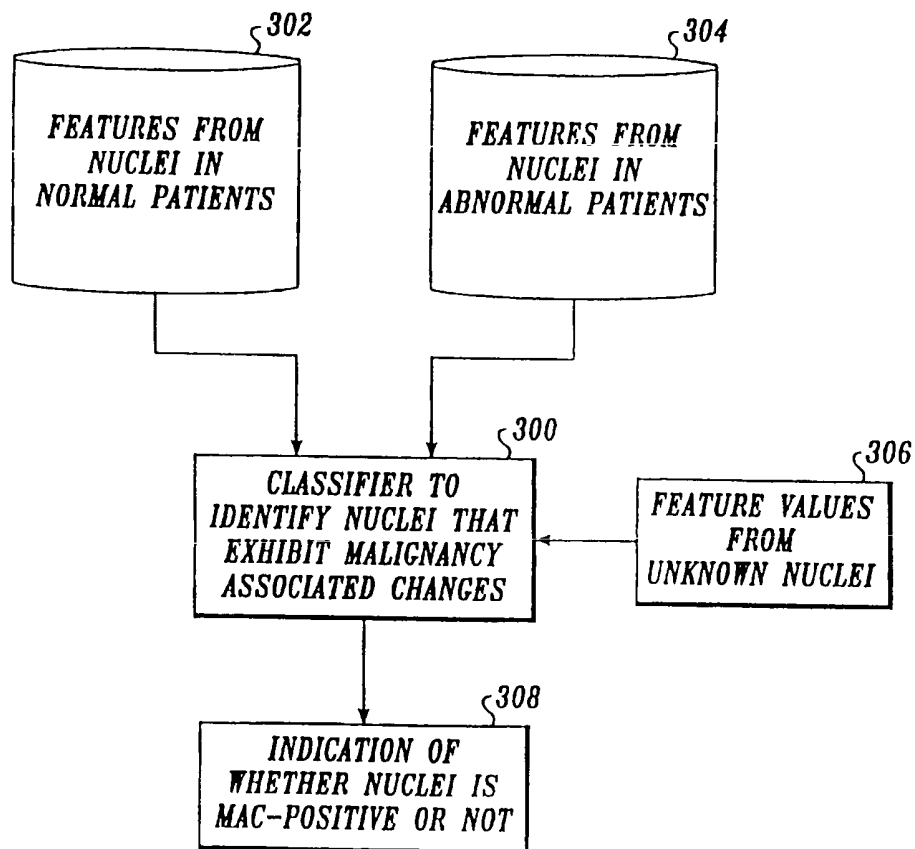 302
FEATURES FROM
NUCLEI IN
NORMAL PATIENTS
304
FEATURES FROM
NUCLEI IN
ABNORMAL PATIENTS
300
CLASSIFIER TO
IDENTIFY NUCLEI THAT
EXHIBIT MALIGNANCY
ASSOCIATED CHANGES
306
FEATURE VALUES
FROM
UNKNOWN NUCLEI
308
INDICATION OF
WHETHER NUCLEI IS
MAC-POSITIVE OR NOT